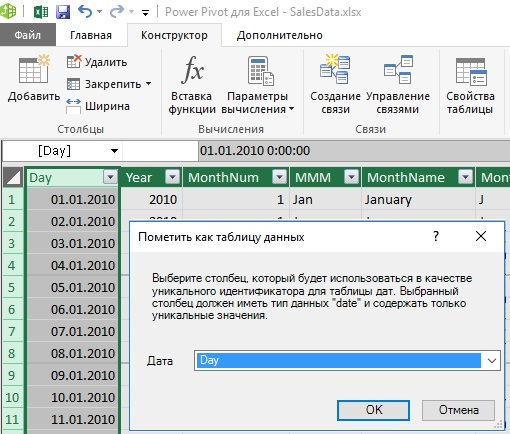 Power Pivot для Excel - SalesData.xlsx
Файл Главная Конструктор Дополнительно
Добавить
Удалить
Закрепить
Ширина
Столбцы
Вставка функции
Параметры вычисления
Вычисления
Создание связи
Управление связями
Связи
Свойства таблицы
[Day] 01.01.2010 0:00:00
Day Year MonthNum MMM MonthName Mont
1 01.01.2010 2010 1 Jan January J
2 02.01.2010
3 03.01.2010
4 04.01.2010
5 05.01.2010
6 06.01.2010
7 07.01.2010
8 08.01.2010
9 09.01.2010
10 10.01.2010
11 11.01.2010
Пометить как таблицу данных
Выберите столбец, который будет использоваться в качестве
уникального идентификатора для таблицы дат. Выбранный
столбец должен иметь тип данных "date" и содержать только
уникальные значения.
Дата Day
OK Отмена